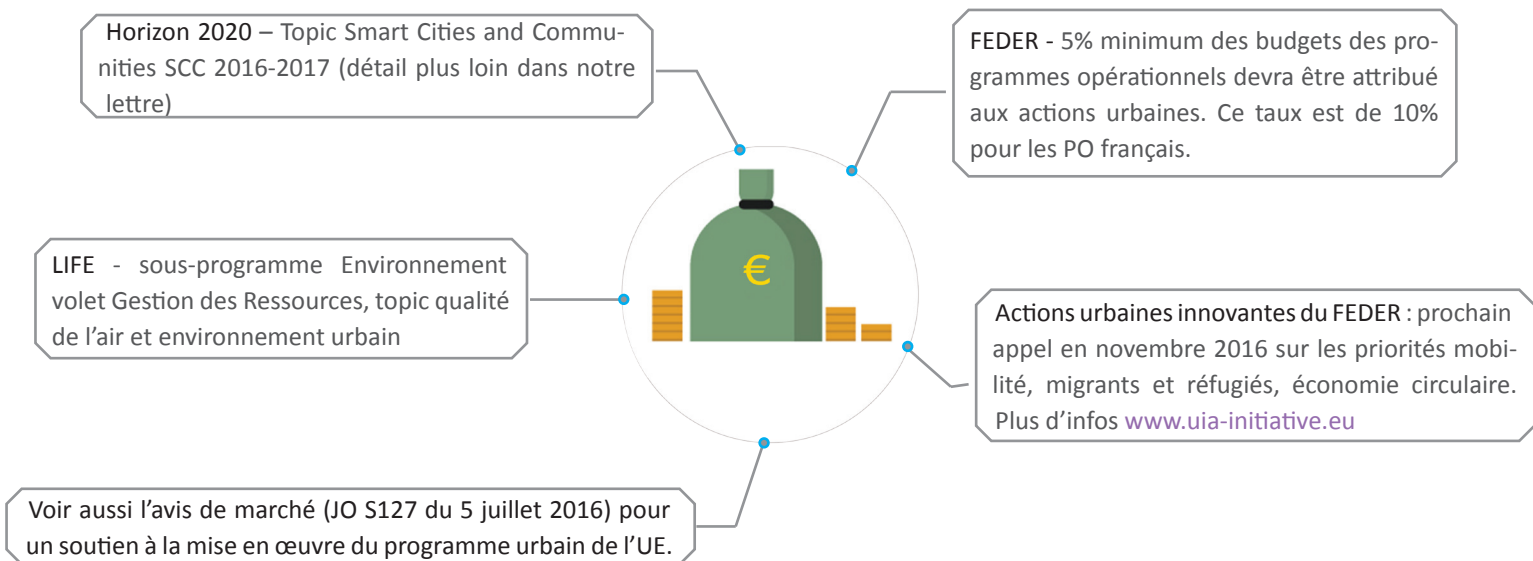 Horizon 2020 – Topic Smart Cities and Commu-
nities SCC 2016-2017 (détail plus loin dans notre
lettre)
FEDER - 5% minimum des budgets des pro-
grammes opérationnels devra être attribué
aux actions urbaines. Ce taux est de 10%
pour les PO français.
€
LIFE - sous-programme Environnement
volet Gestion des Ressources, topic qualité
de l’air et environnement urbain
Actions urbaines innovantes du FEDER : prochain
appel en novembre 2016 sur les priorités mobi-
lité, migrants et réfugiés, économie circulaire.
Plus d’infos www.uia-initiative.eu
Voir aussi l’avis de marché (JO S127 du 5 juillet 2016) pour
un soutien à la mise en œuvre du programme urbain de l’UE.